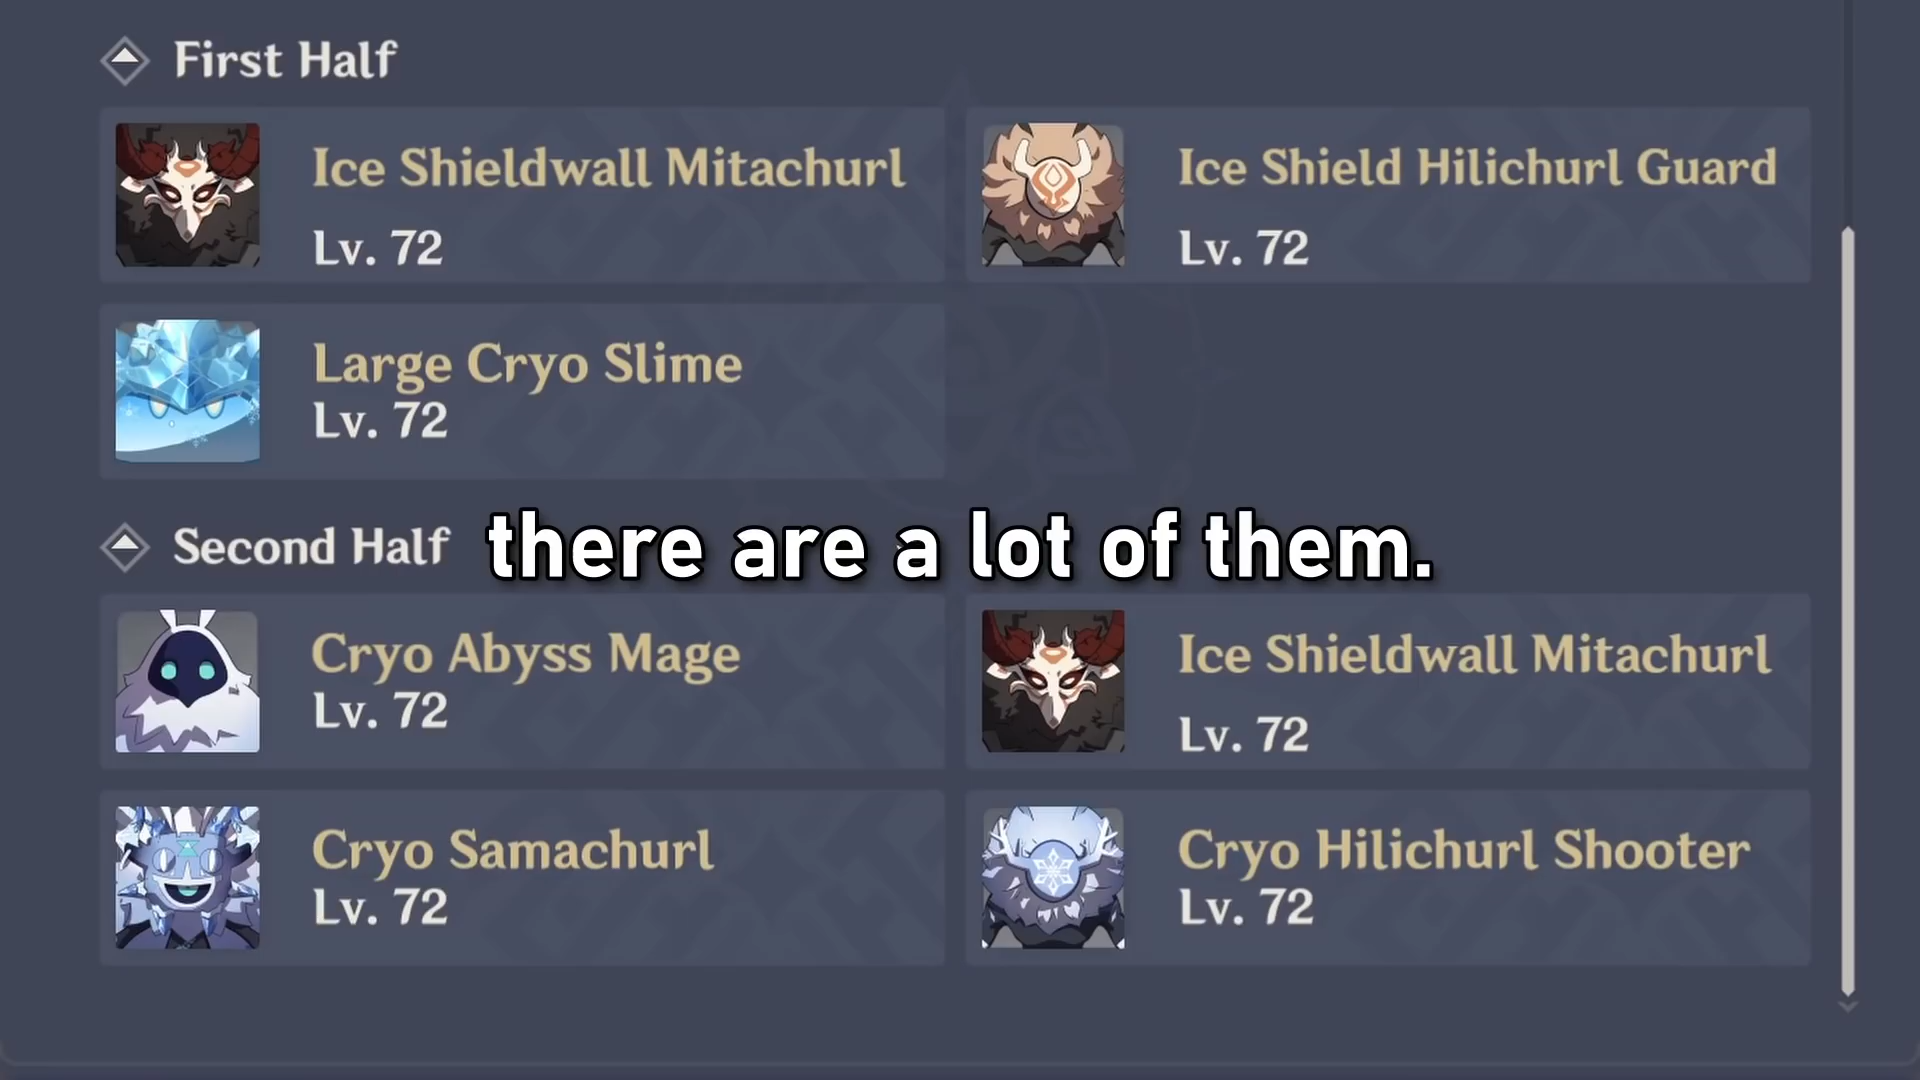 First Half
Ice Shieldwall Mitachurl
Lv. 72
Ice Shield Hilichurl Guard
Lv. 72
Large Cryo Slime
Lv. 72
Second Half
there are a lot of them.
Cryo Abyss Mage
Lv. 72
Ice Shieldwall Mitachurl
Lv. 72
Cryo Samachurl
Lv. 72
Cryo Hilichurl Shooter
Lv. 72